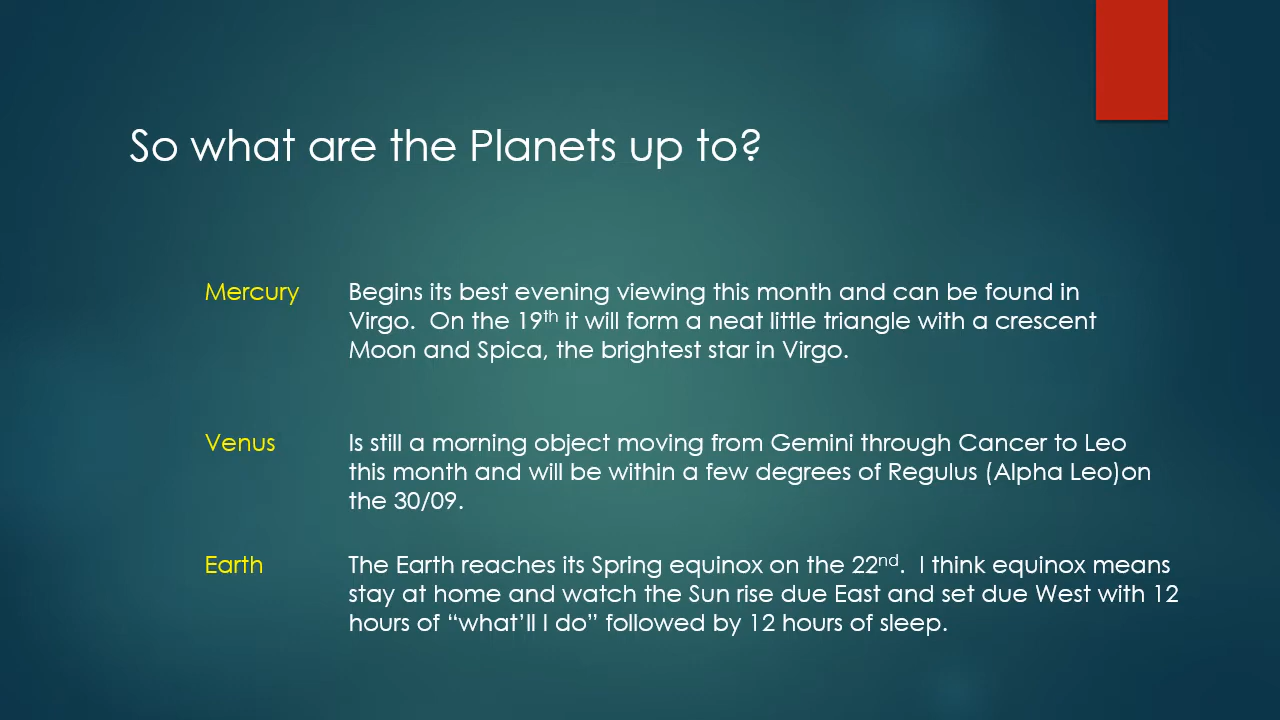 So what are the Planets up to?
Mercury Begins its best evening viewing this month and can be found in
Virgo.  On the 19th it will form a neat little triangle with a crescent
Moon and Spica, the brightest star in Virgo.
Venus Is still a morning object moving from Gemini through Cancer to Leo
this month and will be within a few degrees of Regulus (Alpha Leo)on
the 30/09.
Earth The Earth reaches its Spring equinox on the 22nd.  I think equinox means
stay at home and watch the Sun rise due East and set due West with 12
hours of “what’ll I do” followed by 12 hours of sleep.